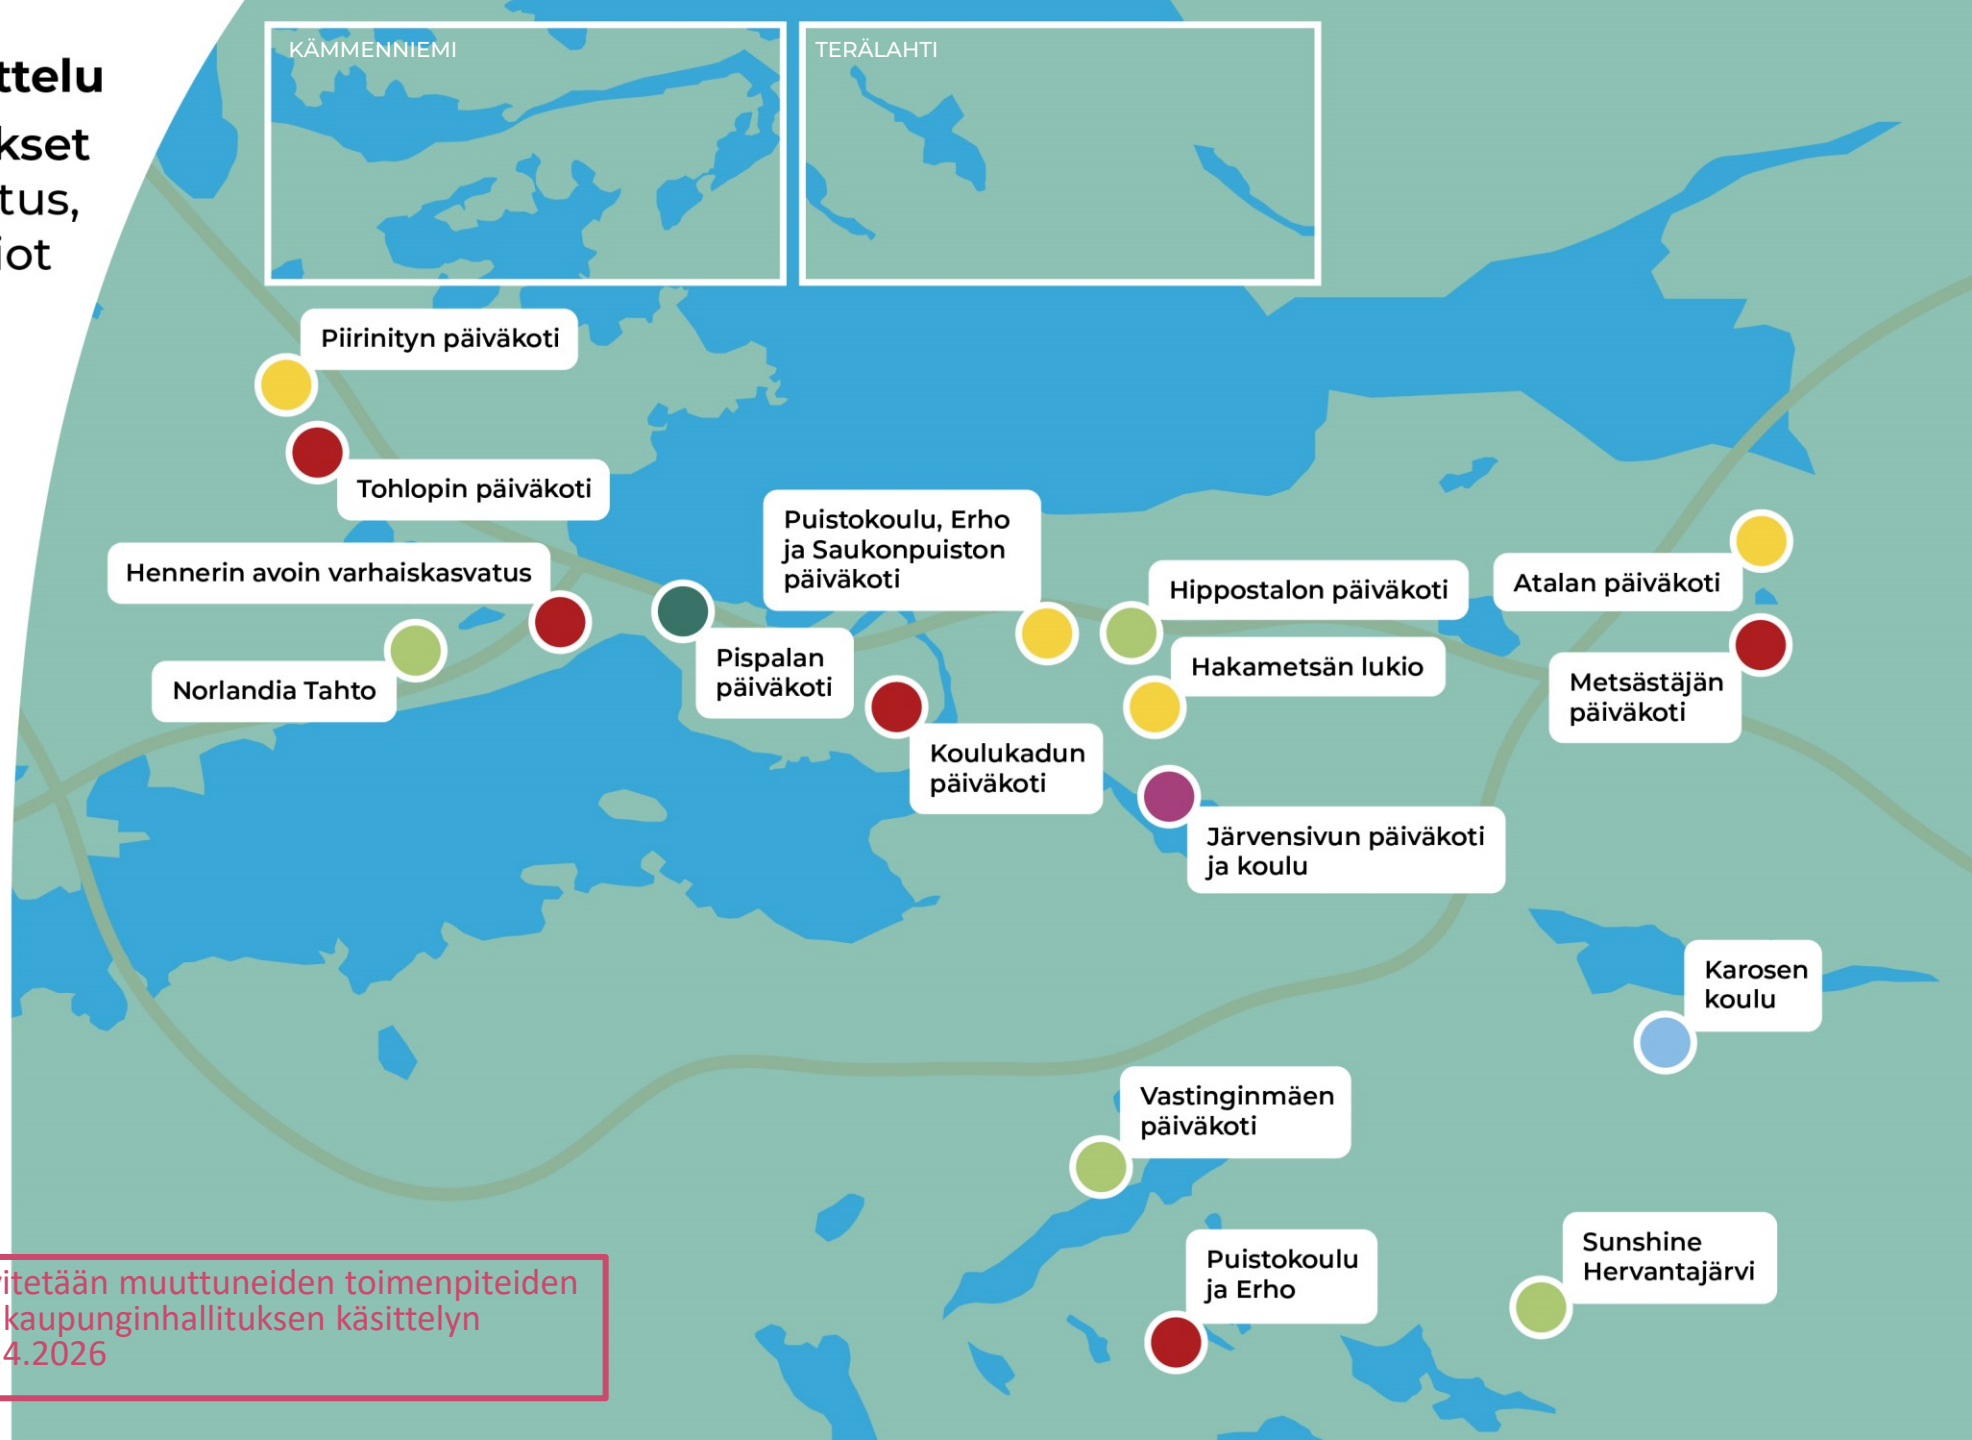 ttelu
kset
tus,
iot
KÄMMENNIEMI
TERÄLAHTI
Piirinityn päiväkoti
Tohlopin päiväkoti
Hennerin avoin varhaiskasvatus
Norlandia Tahto
Pispalan
päiväkoti
Puistokoulu, Erho
ja Saukonpuiston
päiväkoti
Koulukadun
päiväkoti
Hippostalon päiväkoti
Hakametsän lukio
Järvensivun päiväkoti
ja koulu
Atalan päiväkoti
Metsästäjän
päiväkoti
Karosen
koulu
Vastinginmäen
päiväkoti
Puistokoulu
ja Erho
Sunshine
Hervantajärvi
itetään muuttuneiden toimenpiteiden
kaupunginhallituksen käsittelyn
4.2026